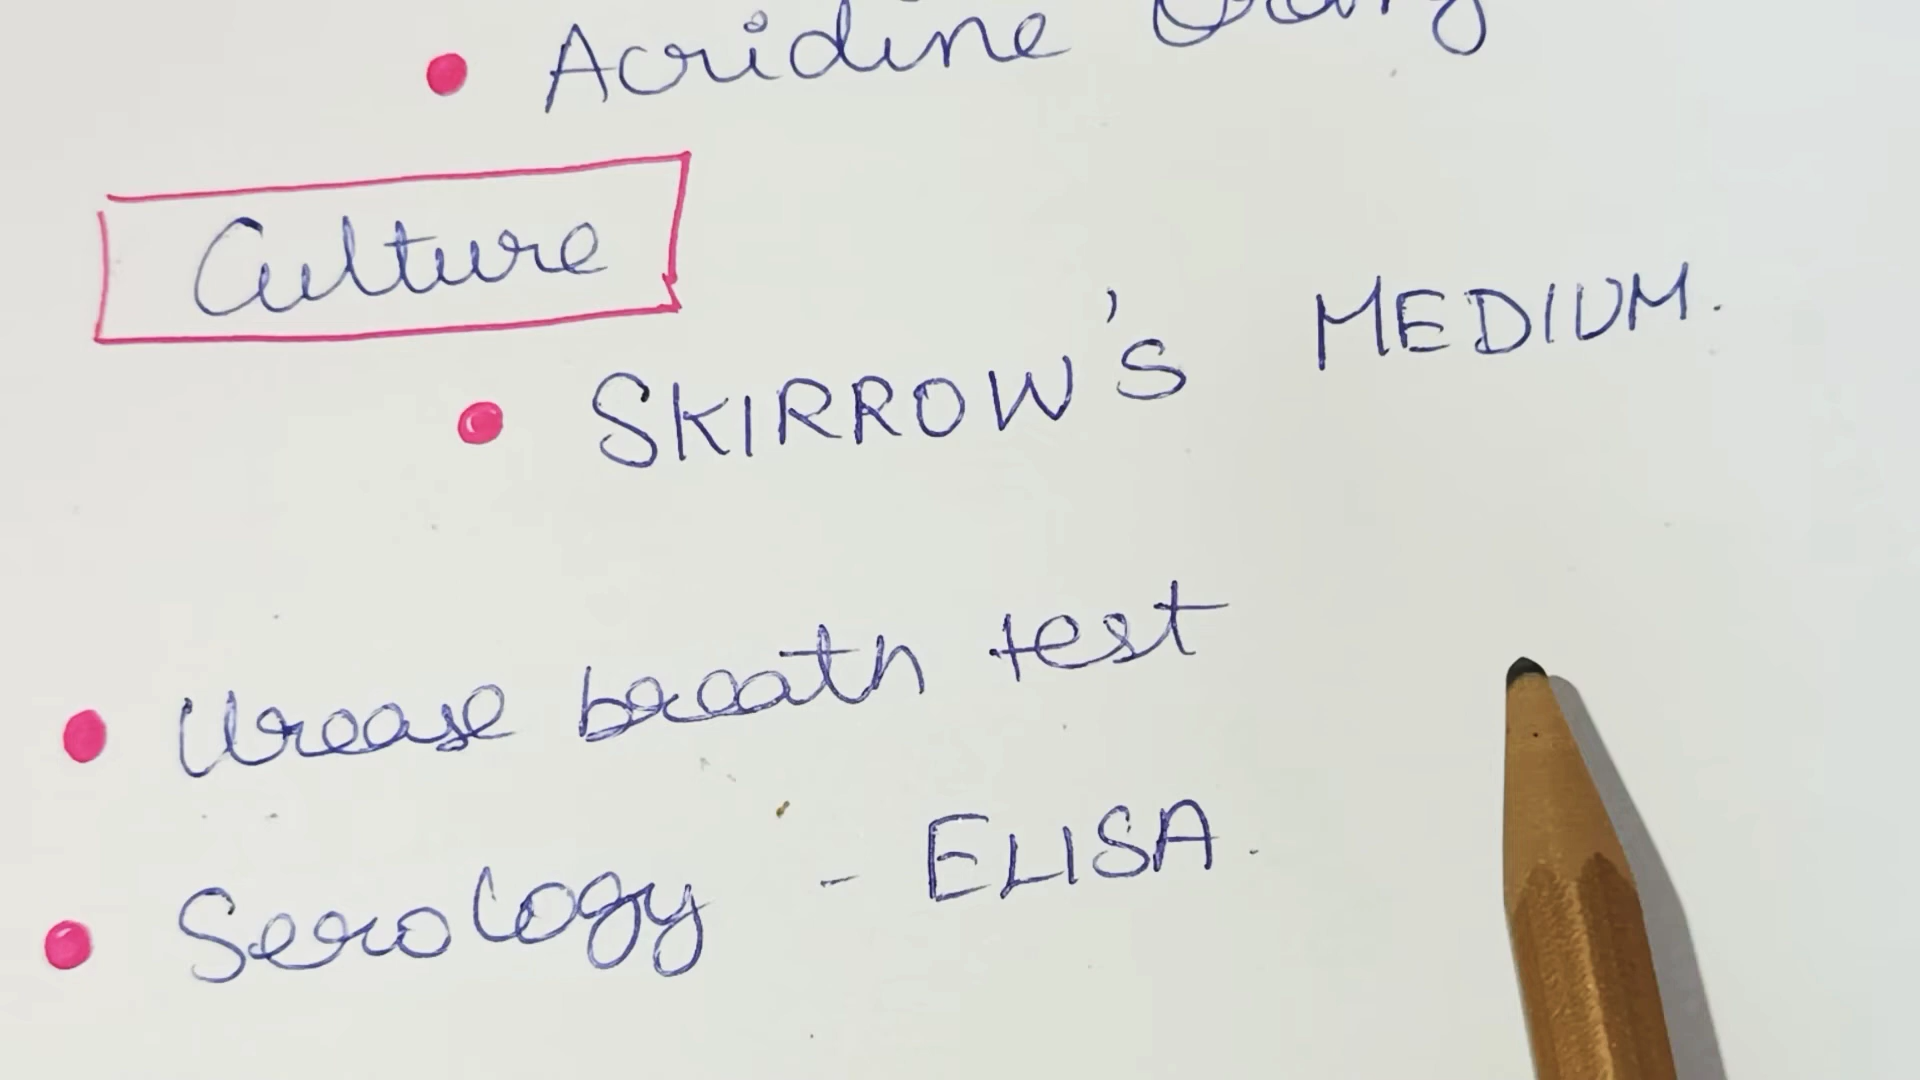 • Acridine
Culture
• SKIRROW'S MEDIUM.
• Urease breath test
• Serology - ELISA.